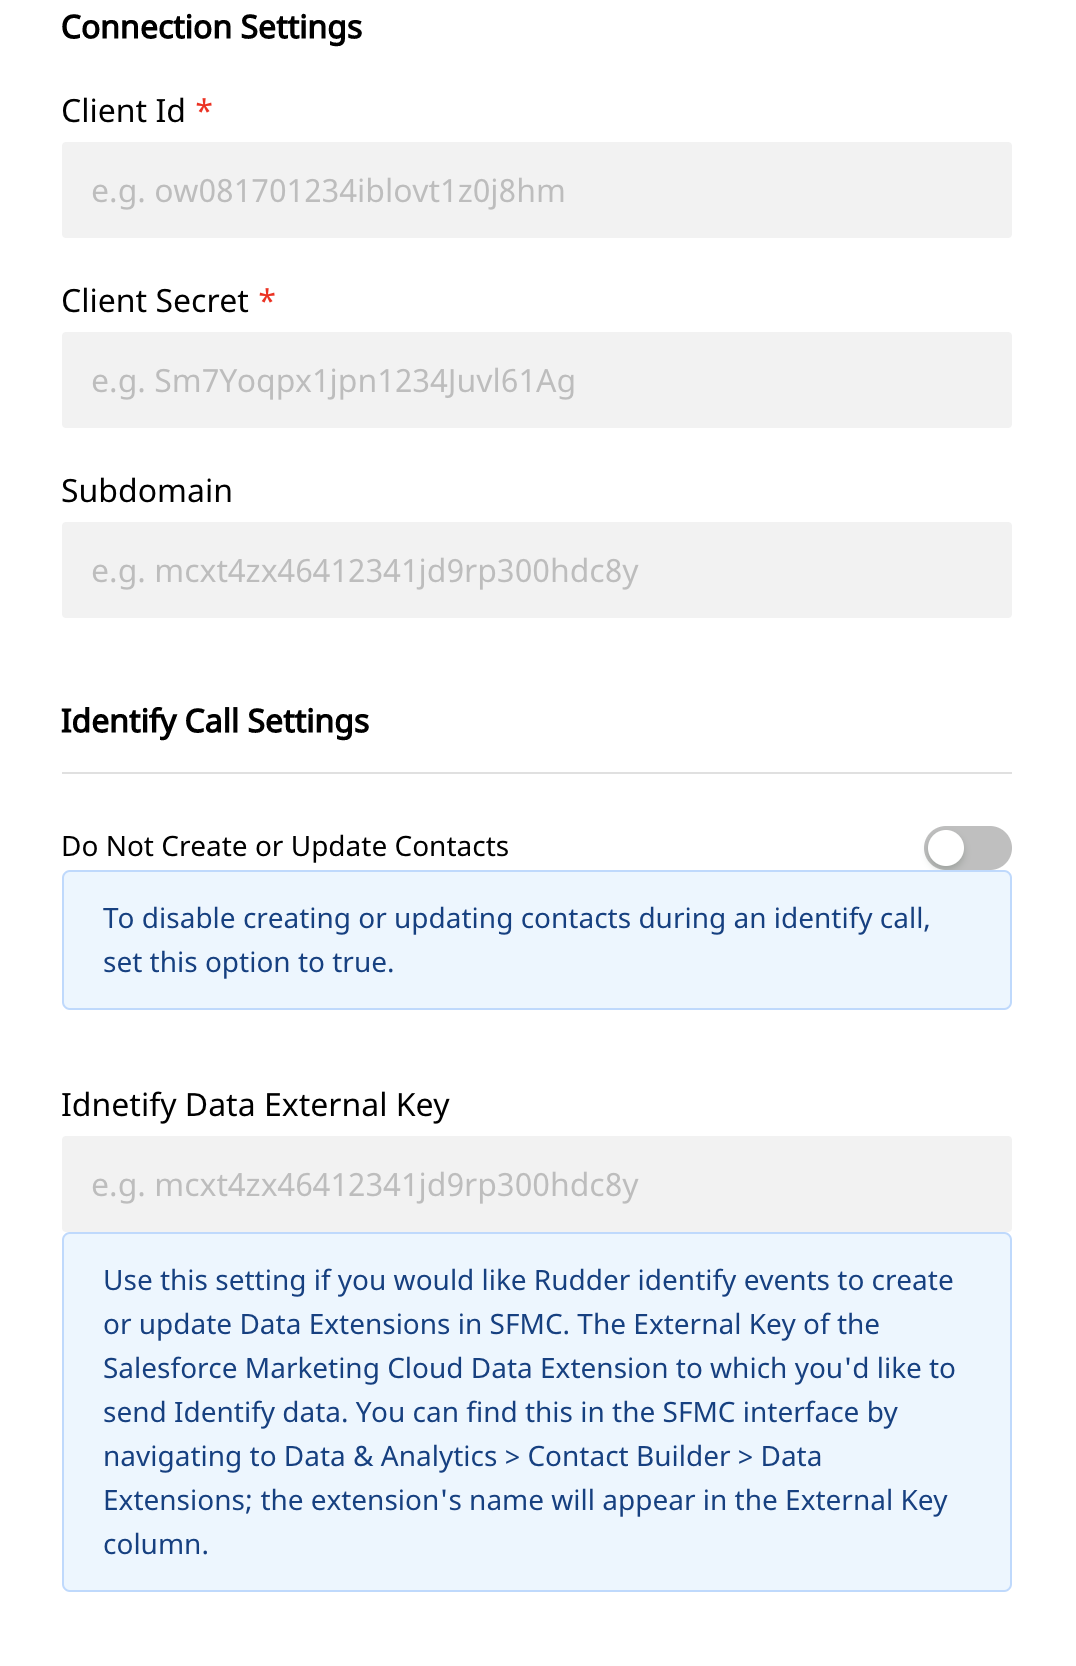 Connection Settings
Client Id *
e.g. ow081701234iblovt1z0j8hm
Client Secret *
e.g. Sm7Yoqpx1jpn1234Juvl61Ag
Subdomain
e.g. mcxt4zx46412341jd9rp300hdc8y
Identify Call Settings
Do Not Create or Update Contacts
To disable creating or updating contacts during an identify call,
set this option to true.
Idnetify Data External Key
e.g. mcxt4zx46412341jd9rp300hdc8y
Use this setting if you would like Rudder identify events to create
or update Data Extensions in SFMC. The External Key of the
Salesforce Marketing Cloud Data Extension to which you'd like to
send Identify data. You can find this in the SFMC interface by
navigating to Data & Analytics > Contact Builder > Data
Extensions; the extension's name will appear in the External Key
column.